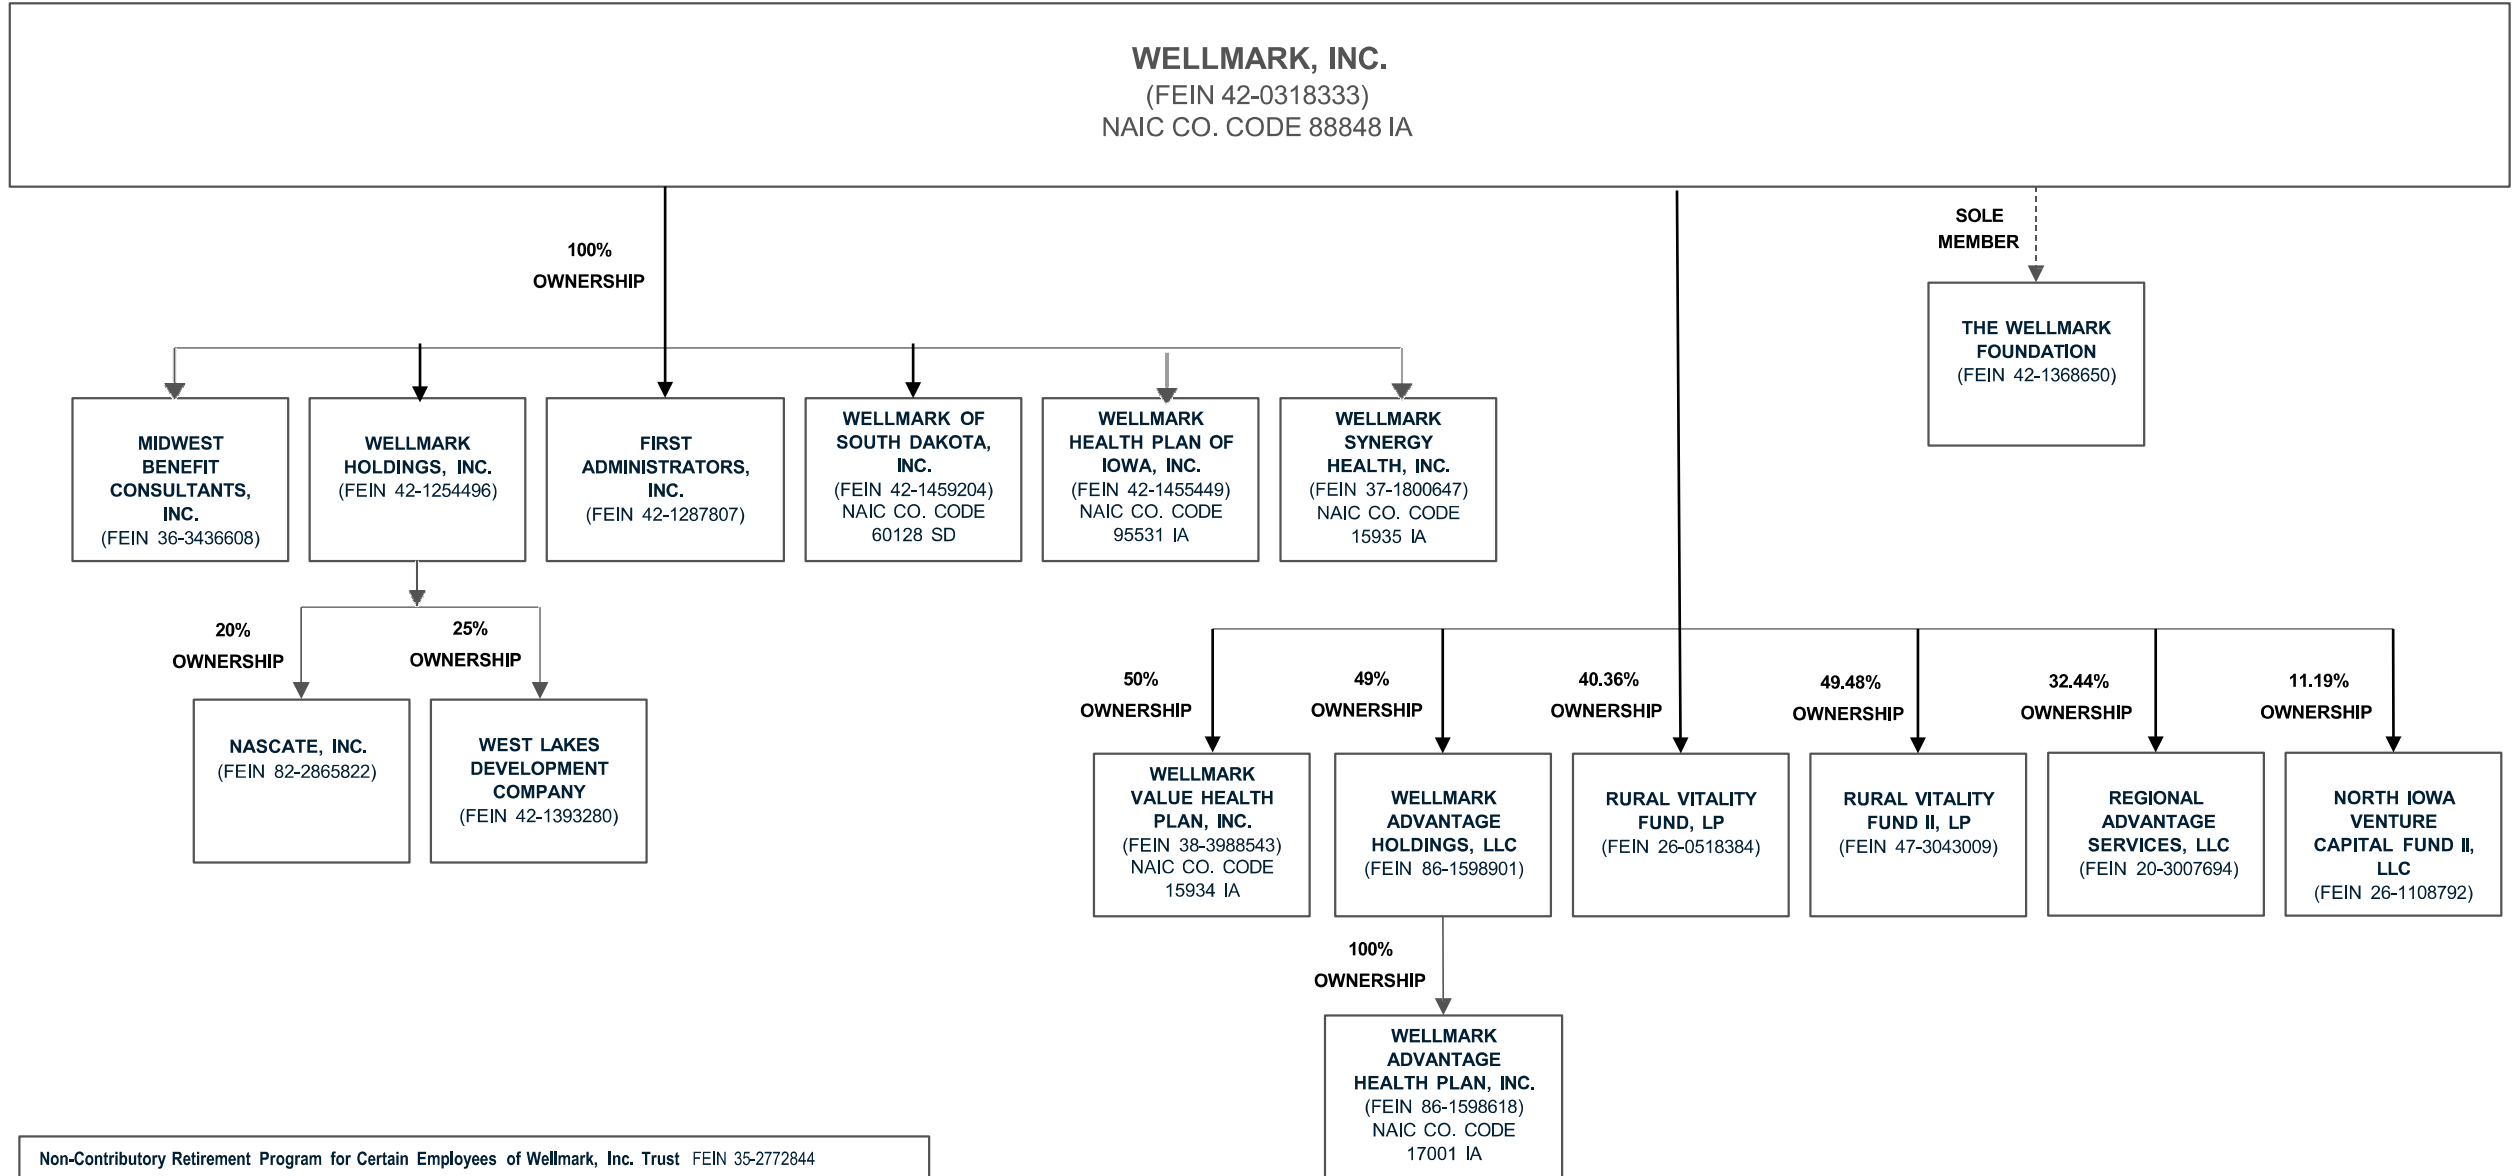 WELLMARK, INC.
(FEIN 42-0318333)
NAIC CO. CODE 88848 IA
100%
OWNERSHIP
SOLE
MEMBER
THE WELLMARK
FOUNDATION
(FEIN 42-1368650)
MIDWEST
BENEFIT
CONSULTANTS,
INC.
(FEIN 36-3436608)
WELLMARK
HOLDINGS, INC.
(FEIN 42-1254496)
FIRST
ADMINISTRATORS,
INC.
(FEIN 42-1287807)
WELLMARK OF
SOUTH DAKOTA,
INC.
(FEIN 42-1459204)
NAIC CO. CODE
60128 SD
WELLMARK
HEALTH PLAN OF
IOWA, INC.
(FEIN 42-1455449)
NAIC CO. CODE
95531 IA
WELLMARK
SYNERGY
HEALTH, INC.
(FEIN 37-1800647)
NAIC CO. CODE
15935 IA
20%
OWNERSHIP
25%
OWNERSHIP
NASCATE, INC.
(FEIN 82-2865822)
WEST LAKES
DEVELOPMENT
COMPANY
(FEIN 42-1393280)
50%
OWNERSHIP
49%
OWNERSHIP
40.36%
OWNERSHIP
49.48%
OWNERSHIP
32.44%
OWNERSHIP
11.19%
OWNERSHIP
WELLMARK
VALUE HEALTH
PLAN, INC.
(FEIN 38-3988543)
NAIC CO. CODE
15934 IA
WELLMARK
ADVANTAGE
HOLDINGS, LLC
(FEIN 86-1598901)
RURAL VITALITY
FUND, LP
(FEIN 26-0518384)
RURAL VITALITY
FUND II, LP
(FEIN 47-3043009)
REGIONAL
ADVANTAGE
SERVICES, LLC
(FEIN 20-3007694)
NORTH IOWA
VENTURE
CAPITAL FUND II,
LLC
(FEIN 26-1108792)
100%
OWNERSHIP
WELLMARK
ADVANTAGE
HEALTH PLAN, INC.
(FEIN 86-1598618)
NAIC CO. CODE
17001 IA
Non-Contributory Retirement Program for Certain Employees of Wellmark, Inc. Trust FEIN 35-2772844